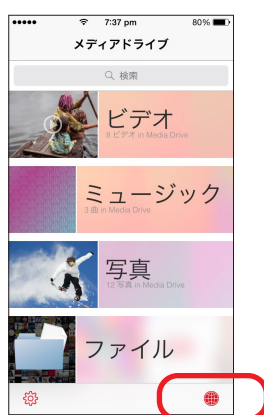 7:37 pm
80%
メディアドライブ
検索
ビデオ
8 ビデオ in Media Drive
ミュージック
3 曲 in Media Drive
写真
12 写真 in Media Drive
ファイル